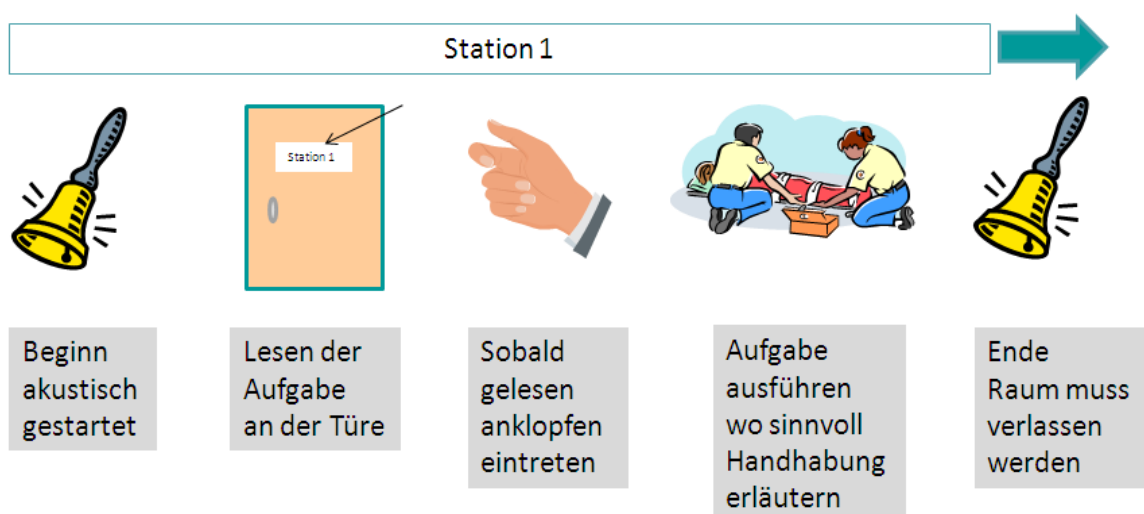 Station 1
Station 1
Beginn
akustisch
gestartet
Lesen der
Aufgabe
an der Türe
Sobald
gelesen
anklopfen
eintreten
Aufgabe
ausführen
wo sinnvoll
Handhabung
erläutern
Ende
Raum muss
verlassen
werden